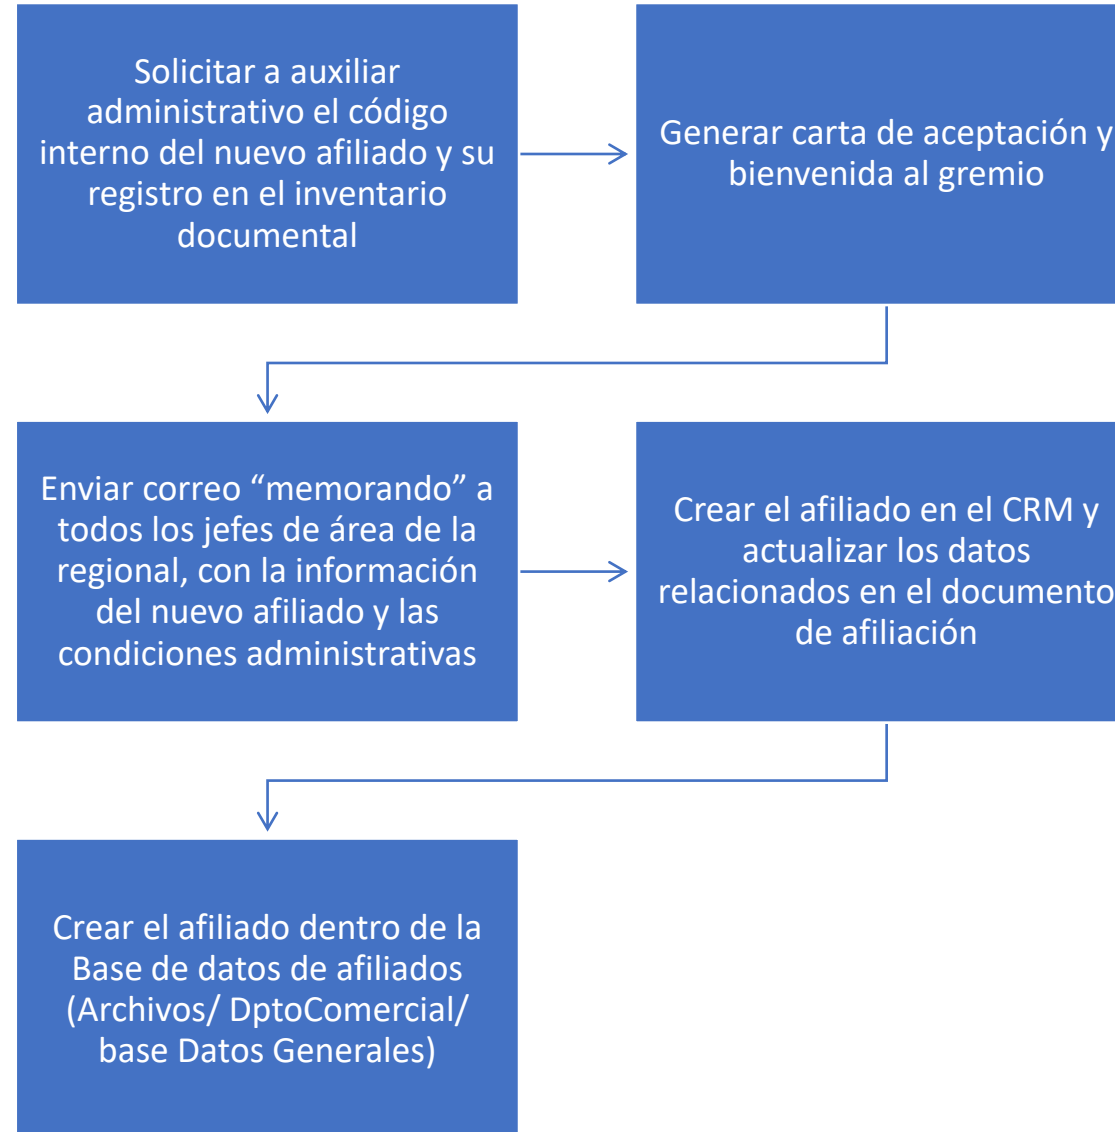 Solicitar a auxiliar
administrativo el código
interno del nuevo afiliado y su
registro en el inventario
documental
Generar carta de aceptación y
bienvenida al gremio
Enviar correo “memorando” a
todos los jefes de área de la
regional, con la información
del nuevo afiliado y las
condiciones administrativas
Crear el afiliado en el CRM y
actualizar los datos
relacionados en el documento
de afiliación
Crear el afiliado dentro de la
Base de datos de afiliados
(Archivos/ DptoComercial/
base Datos Generales)